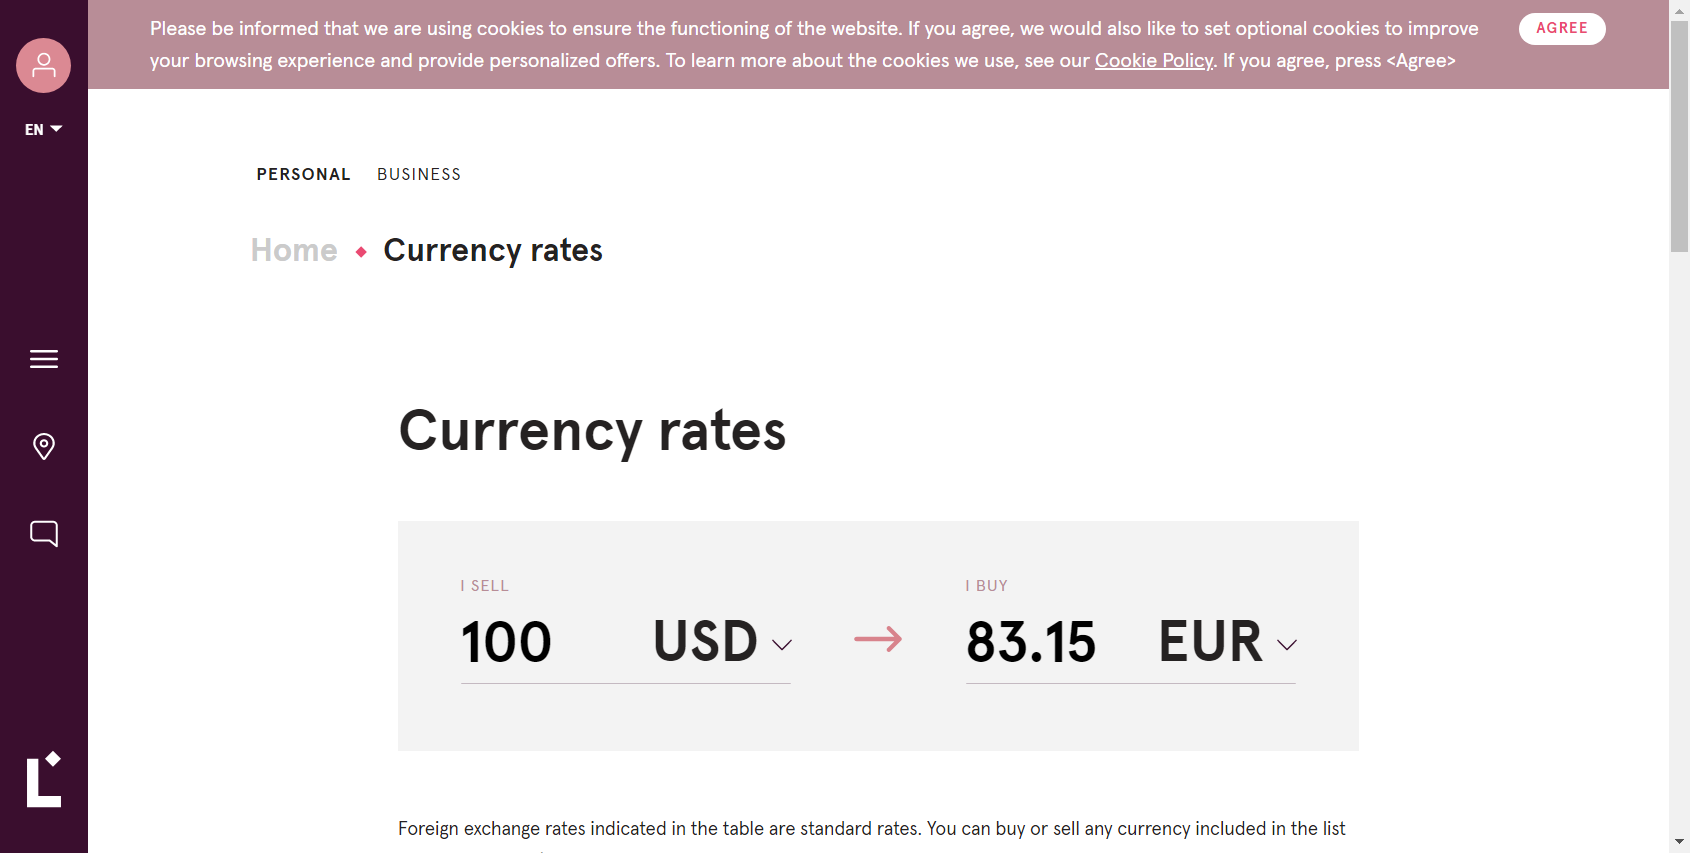 Please be informed that we are using cookies to ensure the functioning of the website. If you agree, we would also like to set optional cookies to improve
your browsing experience and provide personalized offers. To learn more about the cookies we use, see our Cookie Policy. If you agree, press <Agree>
AGREE
EN
PERSONAL BUSINESS
Home Currency rates
Currency rates
I SELL
100 USD
I BUY
83.15 EUR
Foreign exchange rates indicated in the table are standard rates. You can buy or sell any currency included in the list